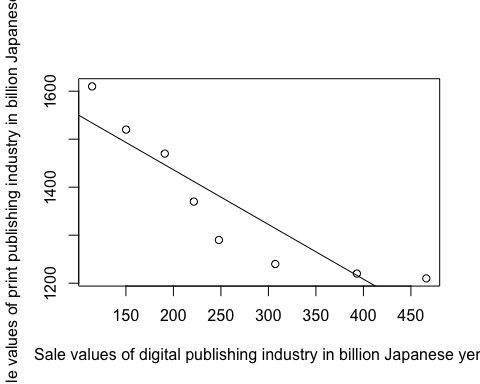 le values of print publishing industry in billion Japanese
1600
1400
1200
150 200 250 300 350 400 450
Sale values of digital publishing industry in billion Japanese yer